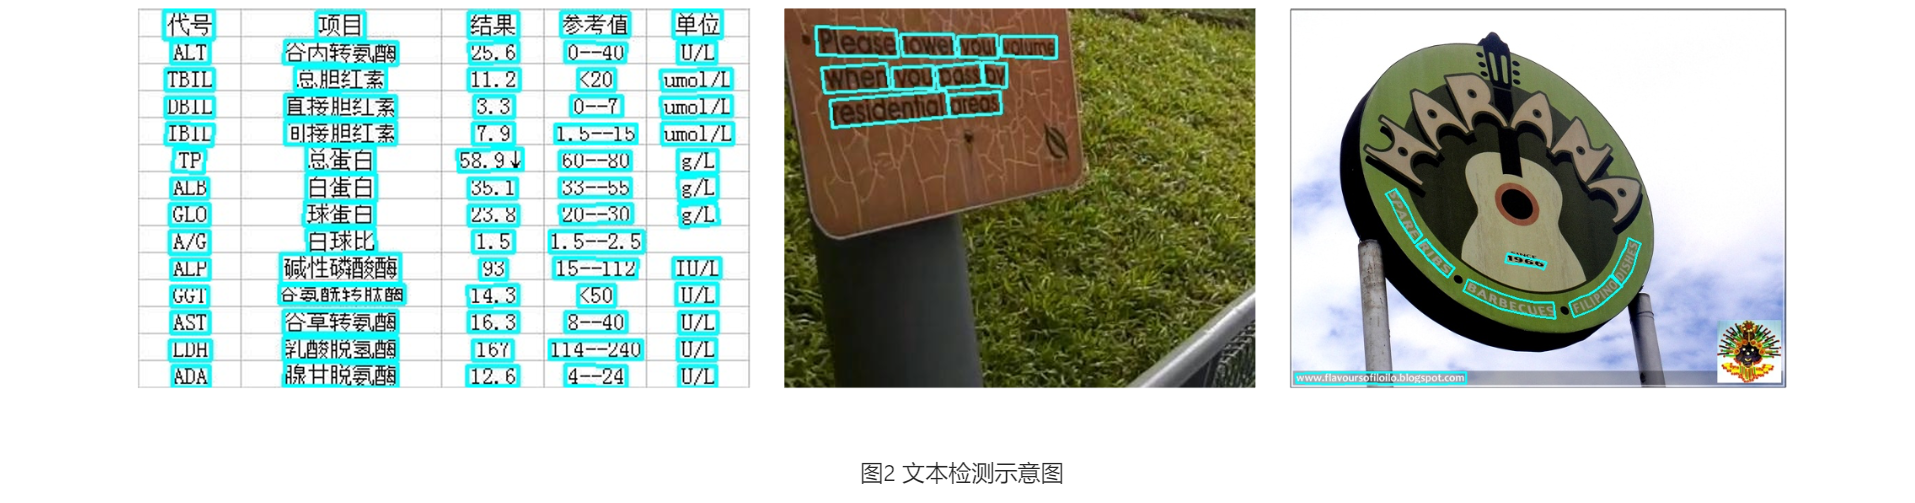 代号 项目 结果 参考值 单位
ALT 谷内转氨酶 25.6 0--40 U/L
TBIL 总胆红素 11.2 <20 umol/L
DBIL 直接胆红素 3.3 0--7 umol/L
IBIL 间接胆红素 7.9 1.5--15 umol/L
TP 总蛋白 58.9↓ 60--80 g/L
ALB 白蛋白 35.1 33--55 g/L
GLO 球蛋白 23.8 20--30 g/L
A/G 白球比 1.5 1.5--2.5
ALP 碱性磷酸酶 93 15--112 IU/L
GGT 谷氨酰转肽酶 14.3 <50 U/L
AST 谷草转氨酶 16.3 8--40 U/L
LDH 乳酸脱氢酶 167 114--240 U/L
ADA 腺甘脱氨酶 12.6 4--24 U/L
Please lower your volume
when you pass by
residential areas
HARANA
SINCE
1966
SPARE RIBS • BARBECUES • FILIPINO DISHES
www.flavoursofiloilo.blogspot.com
图2 文本检测示意图